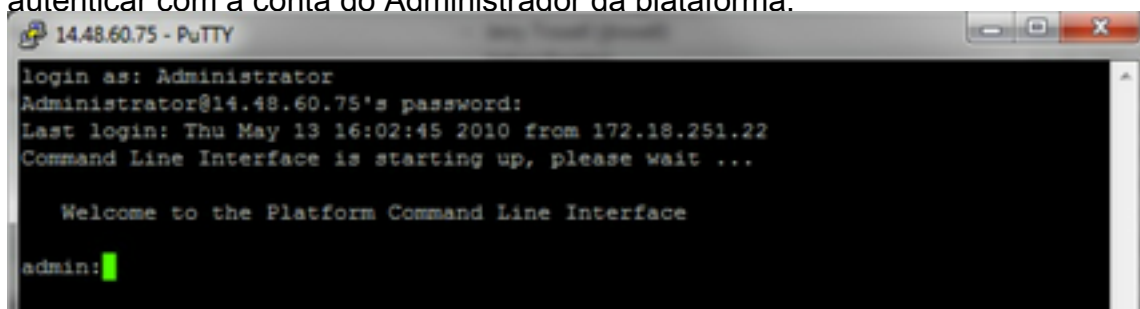 autenticar com a conta do Administrador da plataforma.
14.48.60.75 - PuTTY
login as: Administrator
Administrator@14.48.60.75's password:
Last login: Thu May 13 16:02:45 2010 from 172.18.251.22
Command Line Interface is starting up, please wait ...
Welcome to the Platform Command Line Interface
admin: